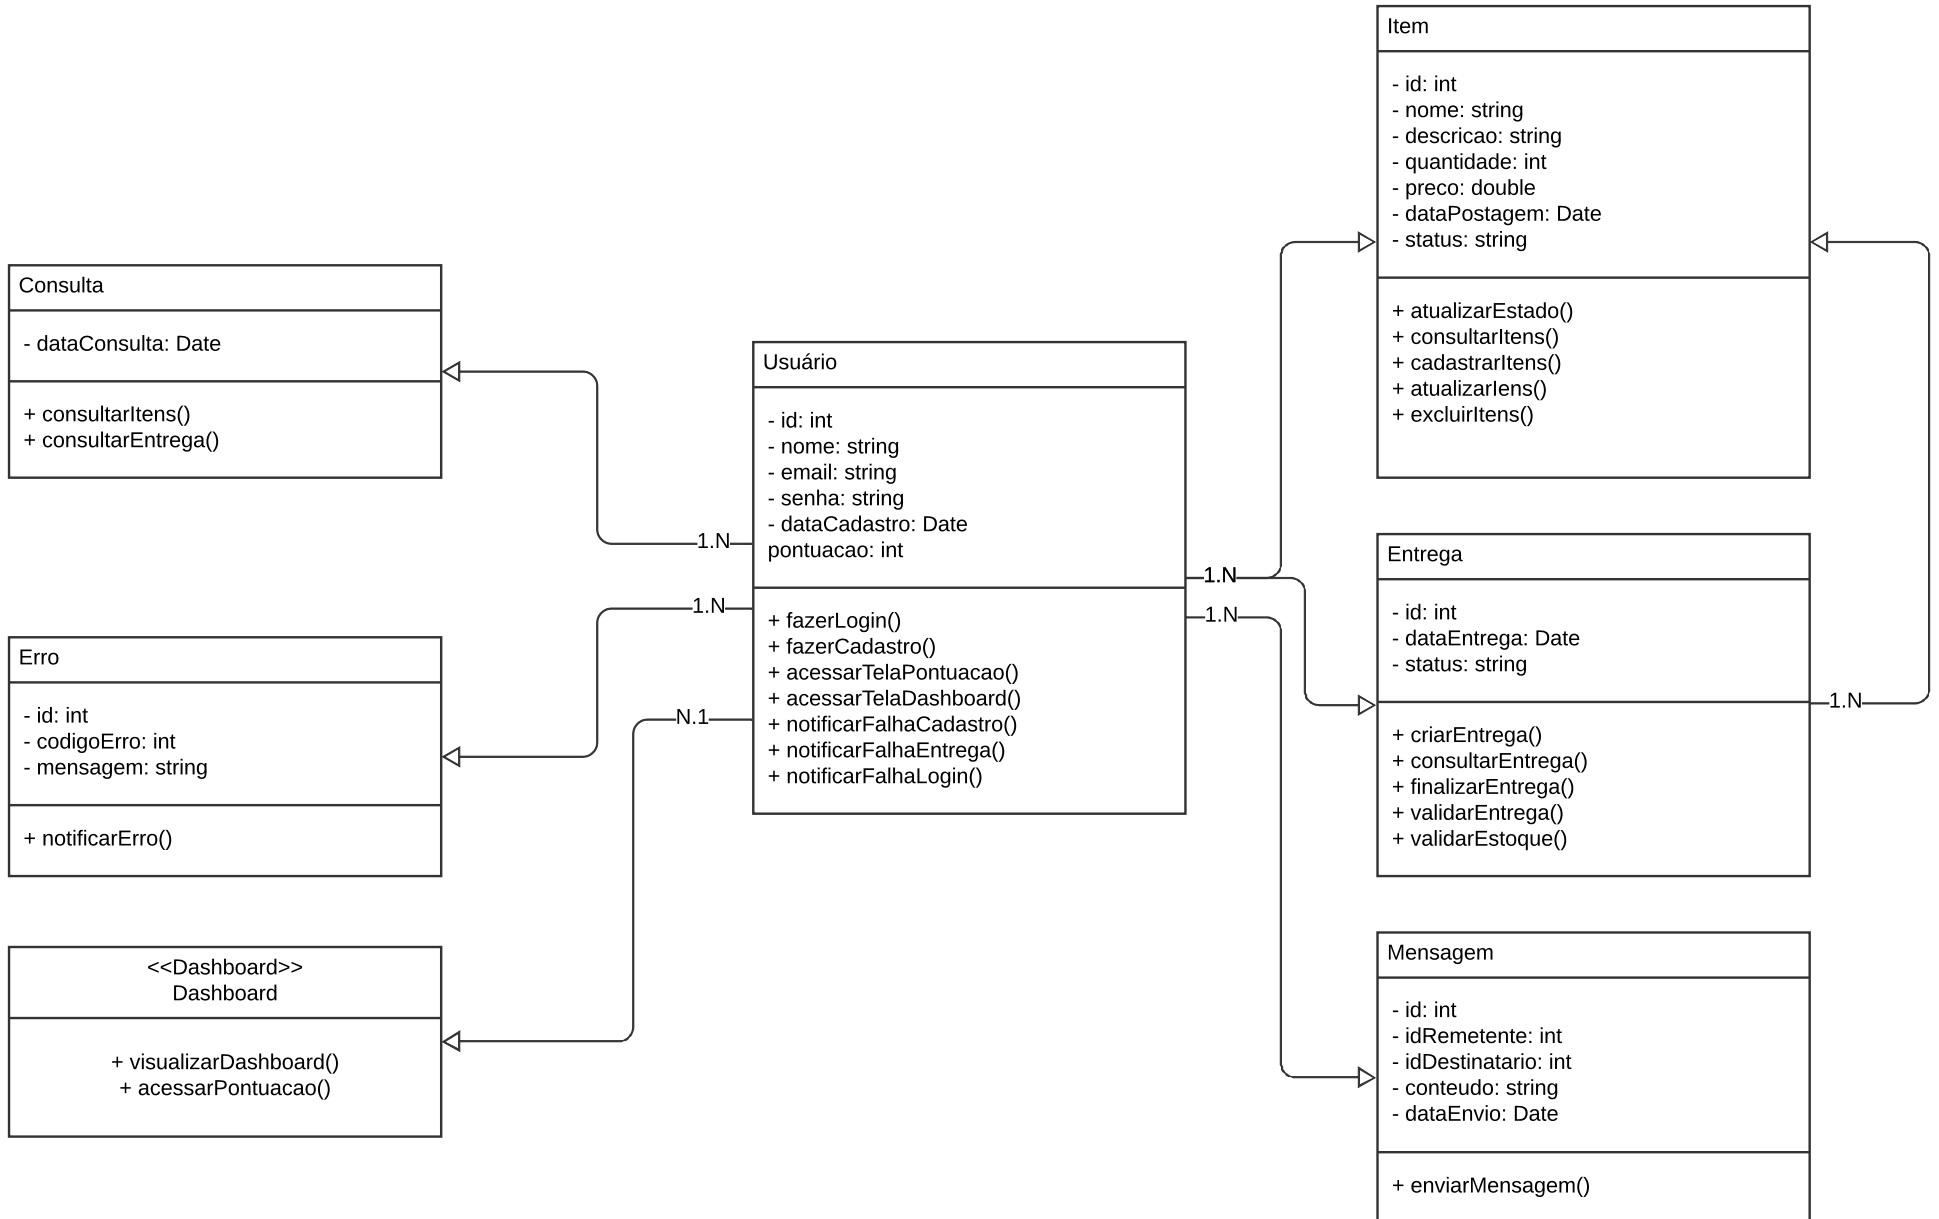 Consulta
- dataConsulta: Date
+ consultarItens()
+ consultarEntrega()
Erro
- id: int
- codigoErro: int
- mensagem: string
+ notificarErro()
<<Dashboard>>
Dashboard
+ visualizarDashboard()
+ acessarPontuacao()
1.N
1.N
N.1
Usuário
- id: int
- nome: string
- email: string
- senha: string
- dataCadastro: Date
pontuacao: int
+ fazerLogin()
+ fazerCadastro()
+ acessarTelaPontuacao()
+ acessarTelaDashboard()
+ notificarFalhaCadastro()
+ notificarFalhaEntrega()
+ notificarFalhaLogin()
1.N
1.N
Item
- id: int
- nome: string
- descricao: string
- quantidade: int
- preco: double
- dataPostagem: Date
- status: string
+ atualizarEstado()
+ consultarItens()
+ cadastrarItens()
+ atualizarIens()
+ excluirItens()
Entrega
- id: int
- dataEntrega: Date
- status: string
+ criarEntrega()
+ consultarEntrega()
+ finalizarEntrega()
+ validarEntrega()
+ validarEstoque()
1.N
Mensagem
- id: int
- idRemetente: int
- idDestinatario: int
- conteudo: string
- dataEnvio: Date
+ enviarMensagem()